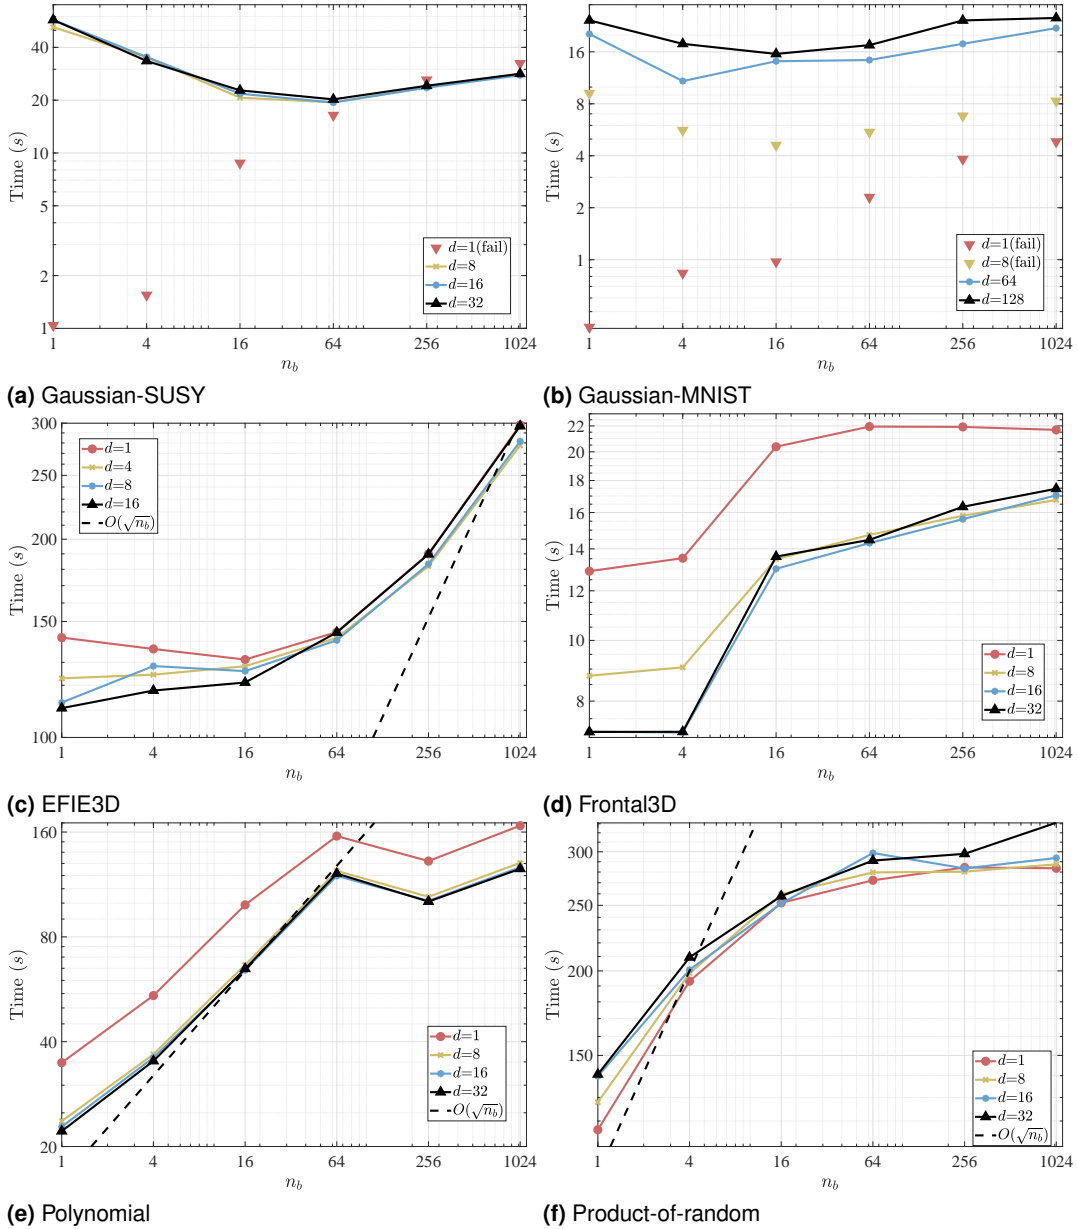 Time (s)
40
20
10
5
2
1
1
4
16
64
256
1024
n_b
d=1(fail)
d=8
d=16
d=32
(a) Gaussian-SUSY
Time (s)
16
8
4
2
1
1
4
16
64
256
1024
n_b
d=1(fail)
d=8(fail)
d=64
d=128
(b) Gaussian-MNIST
Time (s)
300
250
200
150
100
1
4
16
64
256
1024
n_b
d=1
d=4
d=8
d=16
O(√n_b)
(c) EFIE3D
Time (s)
22
20
18
16
14
12
10
8
1
4
16
64
256
1024
n_b
d=1
d=8
d=16
d=32
(d) Frontal3D
Time (s)
160
80
40
20
1
4
16
64
256
1024
n_b
d=1
d=8
d=16
d=32
O(√n_b)
(e) Polynomial
Time (s)
300
250
200
150
1
4
16
64
256
1024
n_b
d=1
d=8
d=16
d=32
O(√n_b)
(f) Product-of-random